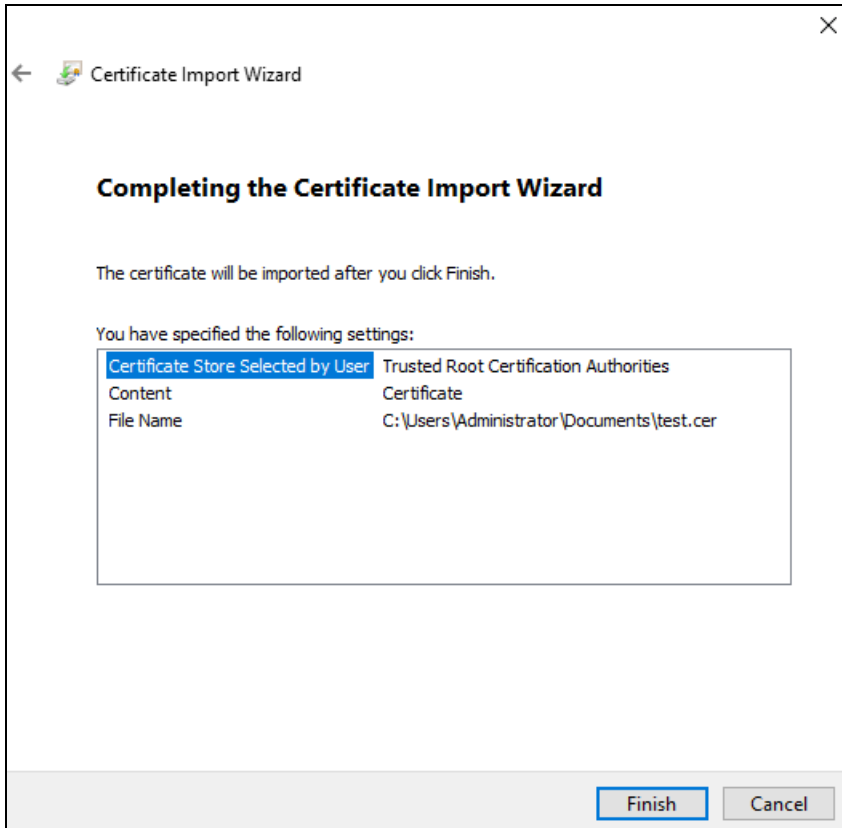 Certificate Import Wizard
Completing the Certificate Import Wizard
The certificate will be imported after you click Finish.
You have specified the following settings:
Certificate Store Selected by User Trusted Root Certification Authorities
Content Certificate
File Name C:\Users\Administrator\Documents\test.cer
Finish Cancel